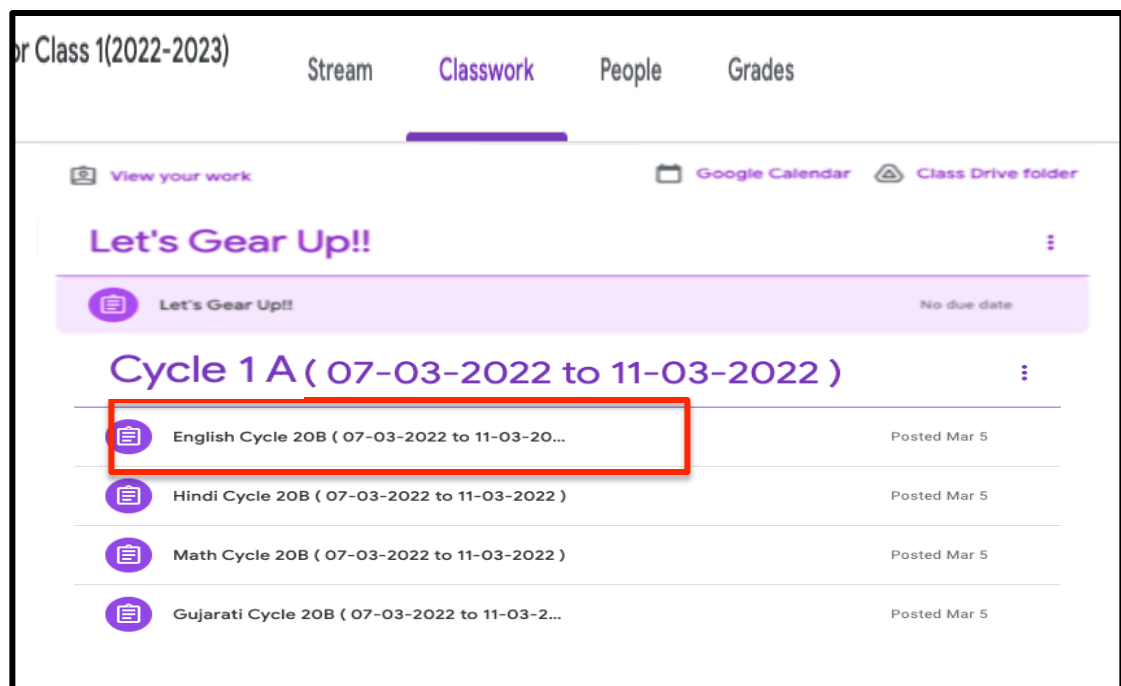 or Class 1(2022-2023)
Stream Classwork People Grades
View your work Google Calendar Class Drive folder
Let's Gear Up!!
Let's Gear Up!! No due date
Cycle 1 A ( 07-03-2022 to 11-03-2022 )
English Cycle 20B ( 07-03-2022 to 11-03-20... Posted Mar 5
Hindi Cycle 20B ( 07-03-2022 to 11-03-2022 ) Posted Mar 5
Math Cycle 20B ( 07-03-2022 to 11-03-2022 ) Posted Mar 5
Gujarati Cycle 20B ( 07-03-2022 to 11-03-2... Posted Mar 5